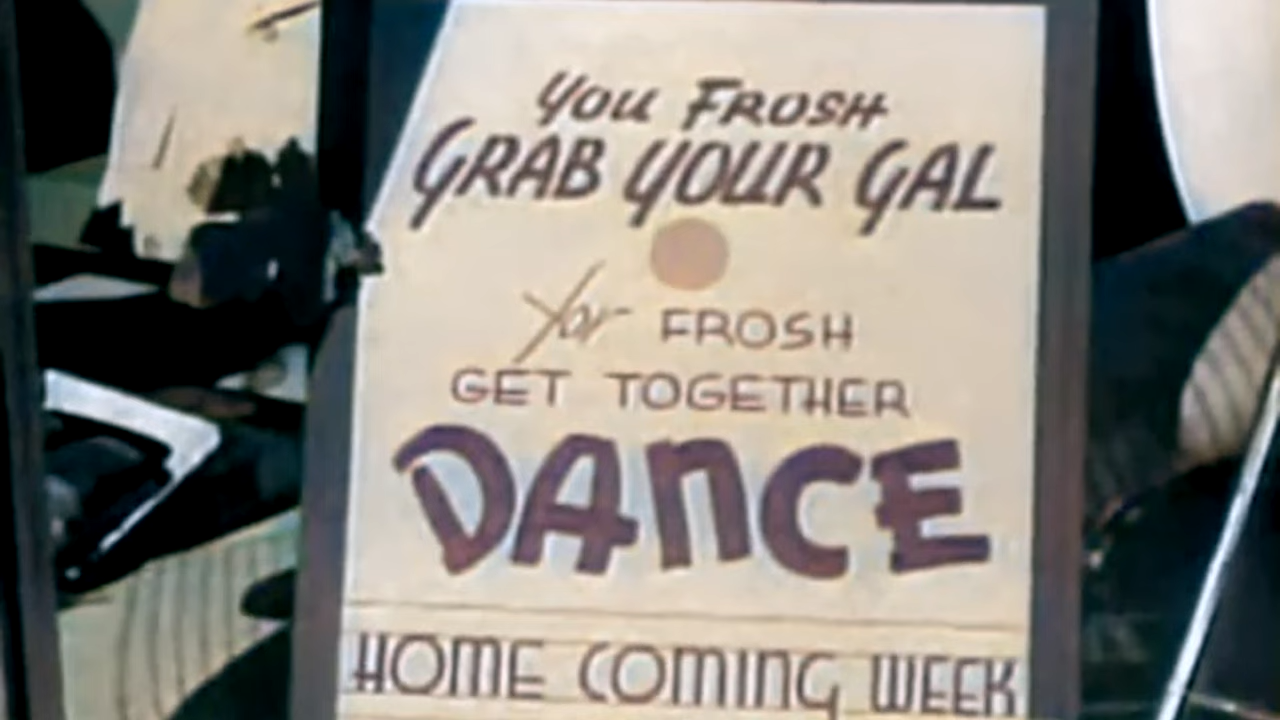 You FROSH
GRAB YOUR GAL
for FROSH
GET TOGETHER
DANCE
HOME COMING WEEK